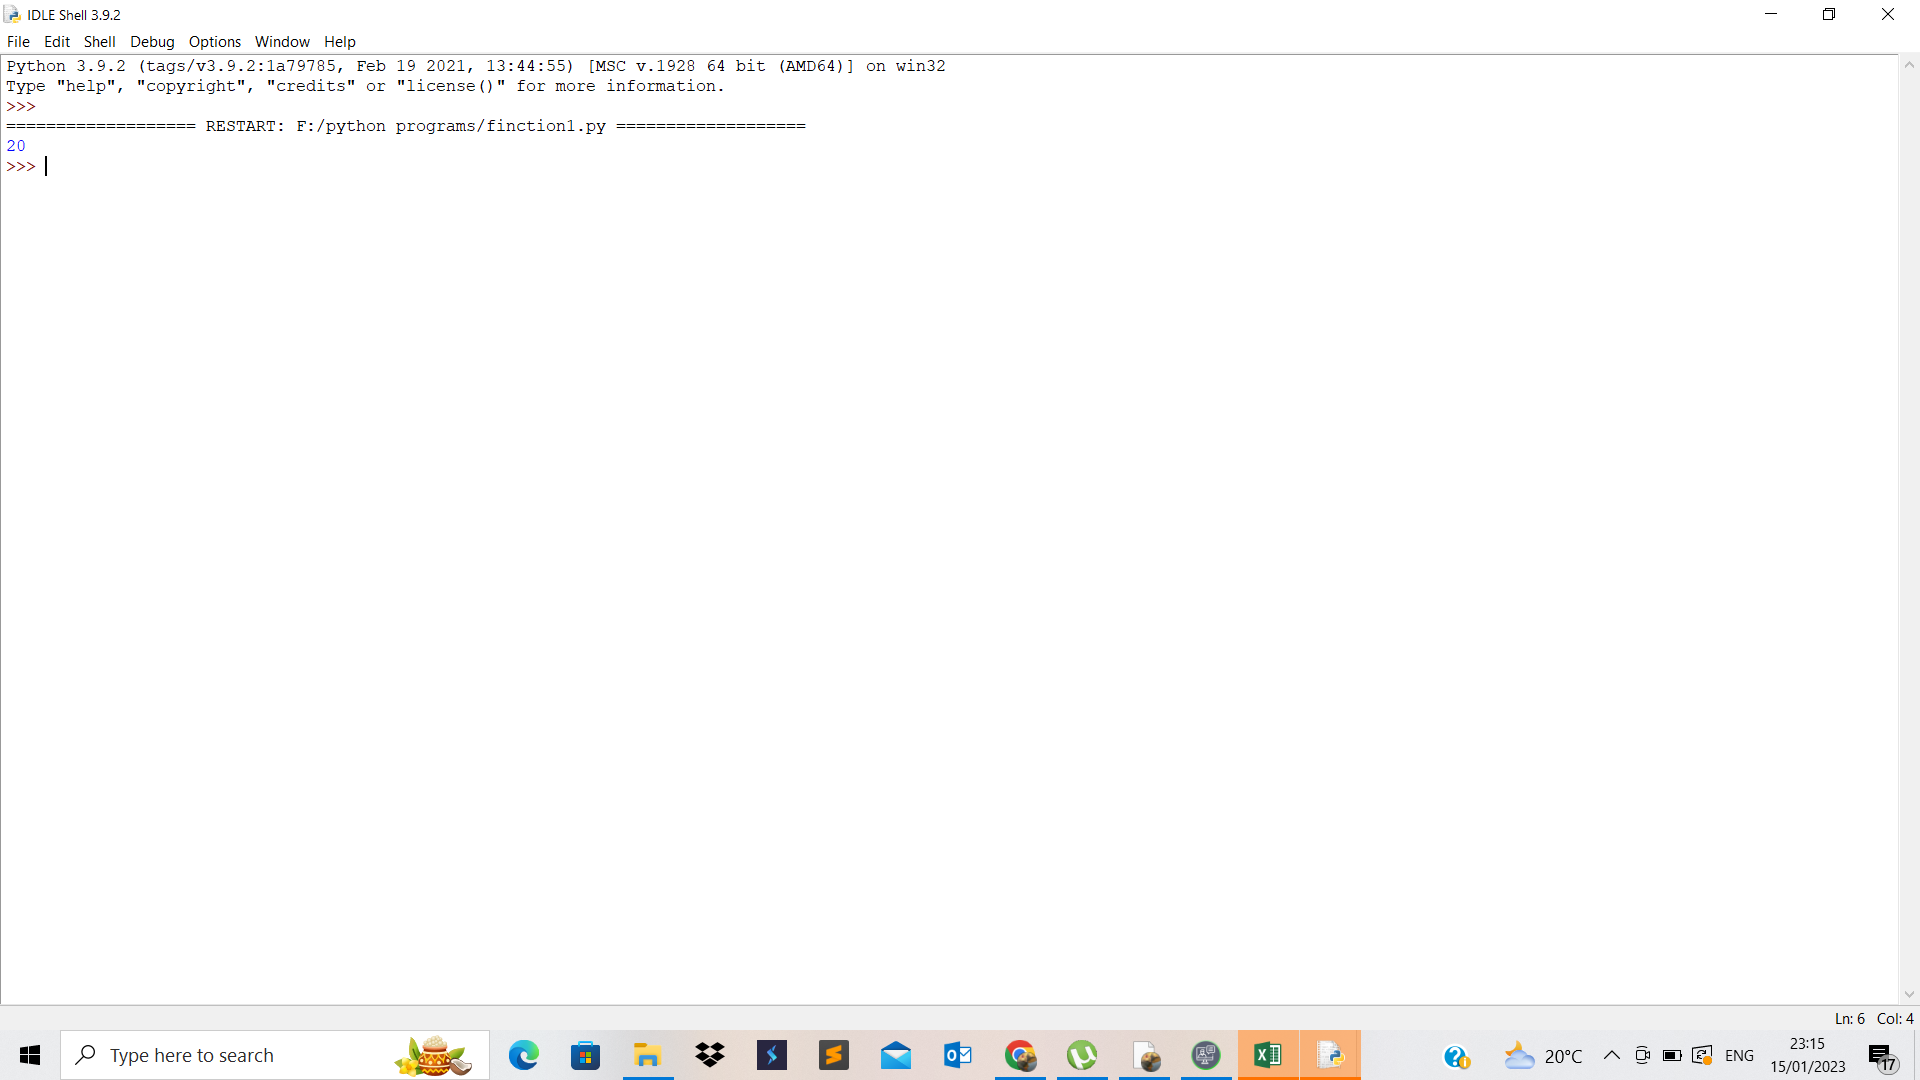 IDLE Shell 3.9.2
File Edit Shell Debug Options Window Help
Python 3.9.2 (tags/v3.9.2:1a79785, Feb 19 2021, 13:44:55) [MSC v.1928 64 bit (AMD64)] on win32
Type "help", "copyright", "credits" or "license()" for more information.
>>>
=================== RESTART: F:/python programs/finction1.py ===================
20
>>>
Ln: 6 Col: 4
Type here to search
20°C
ENG
23:15
15/01/2023
17